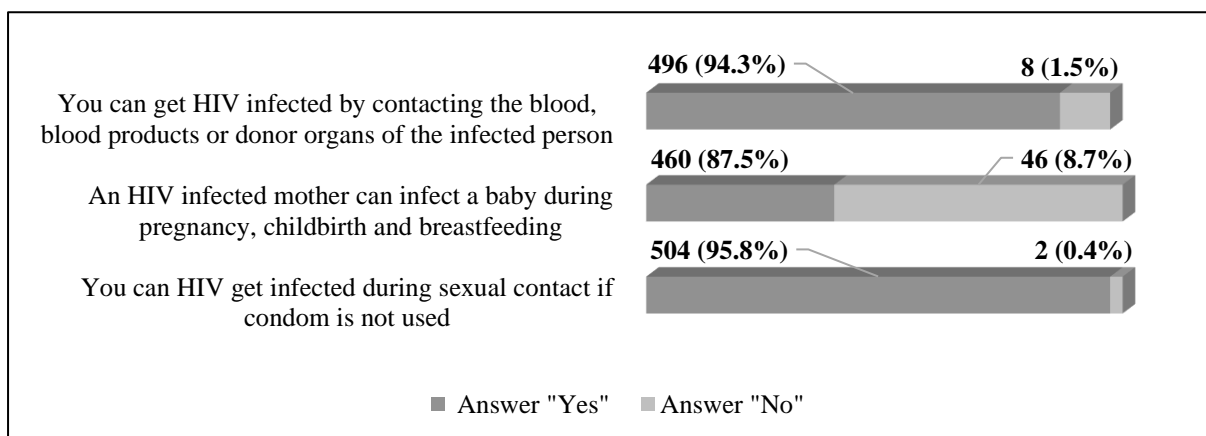 496 (94.3%) 8 (1.5%)
You can get HIV infected by contacting the blood,
blood products or donor organs of the infected person
460 (87.5%) 46 (8.7%)
An HIV infected mother can infect a baby during
pregnancy, childbirth and breastfeeding
504 (95.8%) 2 (0.4%)
You can HIV get infected during sexual contact if
condom is not used
Answer "Yes" Answer "No"